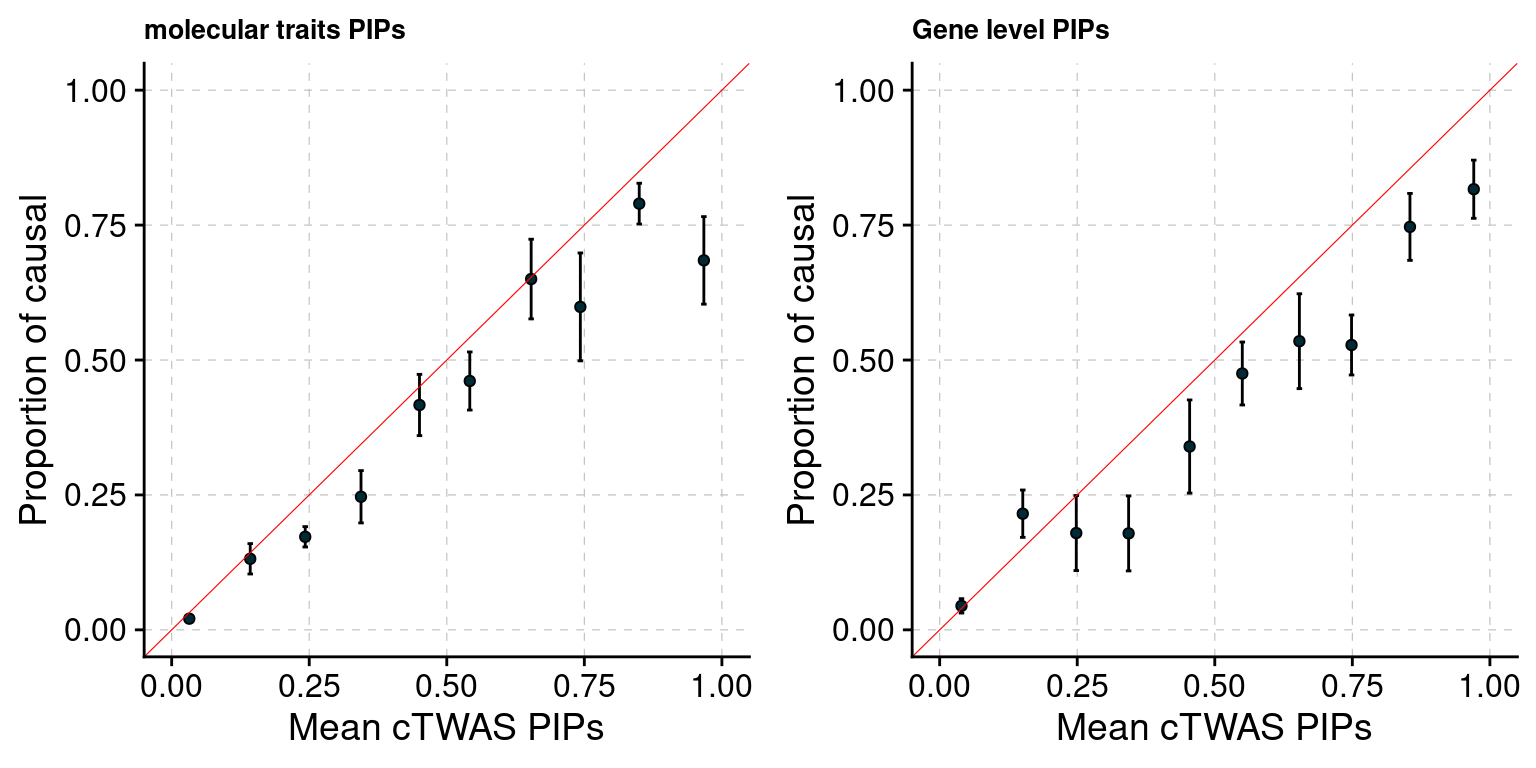 molecular traits PIPs
Proportion of causal
1.00
0.75
0.50
0.25
0.00
0.00 0.25 0.50 0.75 1.00
Mean cTWAS PIPs
Gene level PIPs
Proportion of causal
1.00
0.75
0.50
0.25
0.00
0.00 0.25 0.50 0.75 1.00
Mean cTWAS PIPs